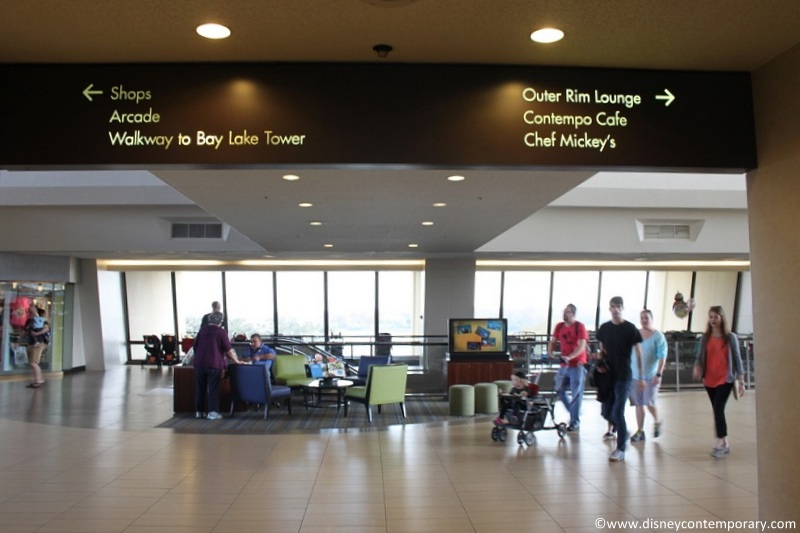 ← Shops
Arcade
Walkway to Bay Lake Tower
Outer Rim Lounge →
Contempo Cafe
Chef Mickey's
©www.disneycontemporary.com